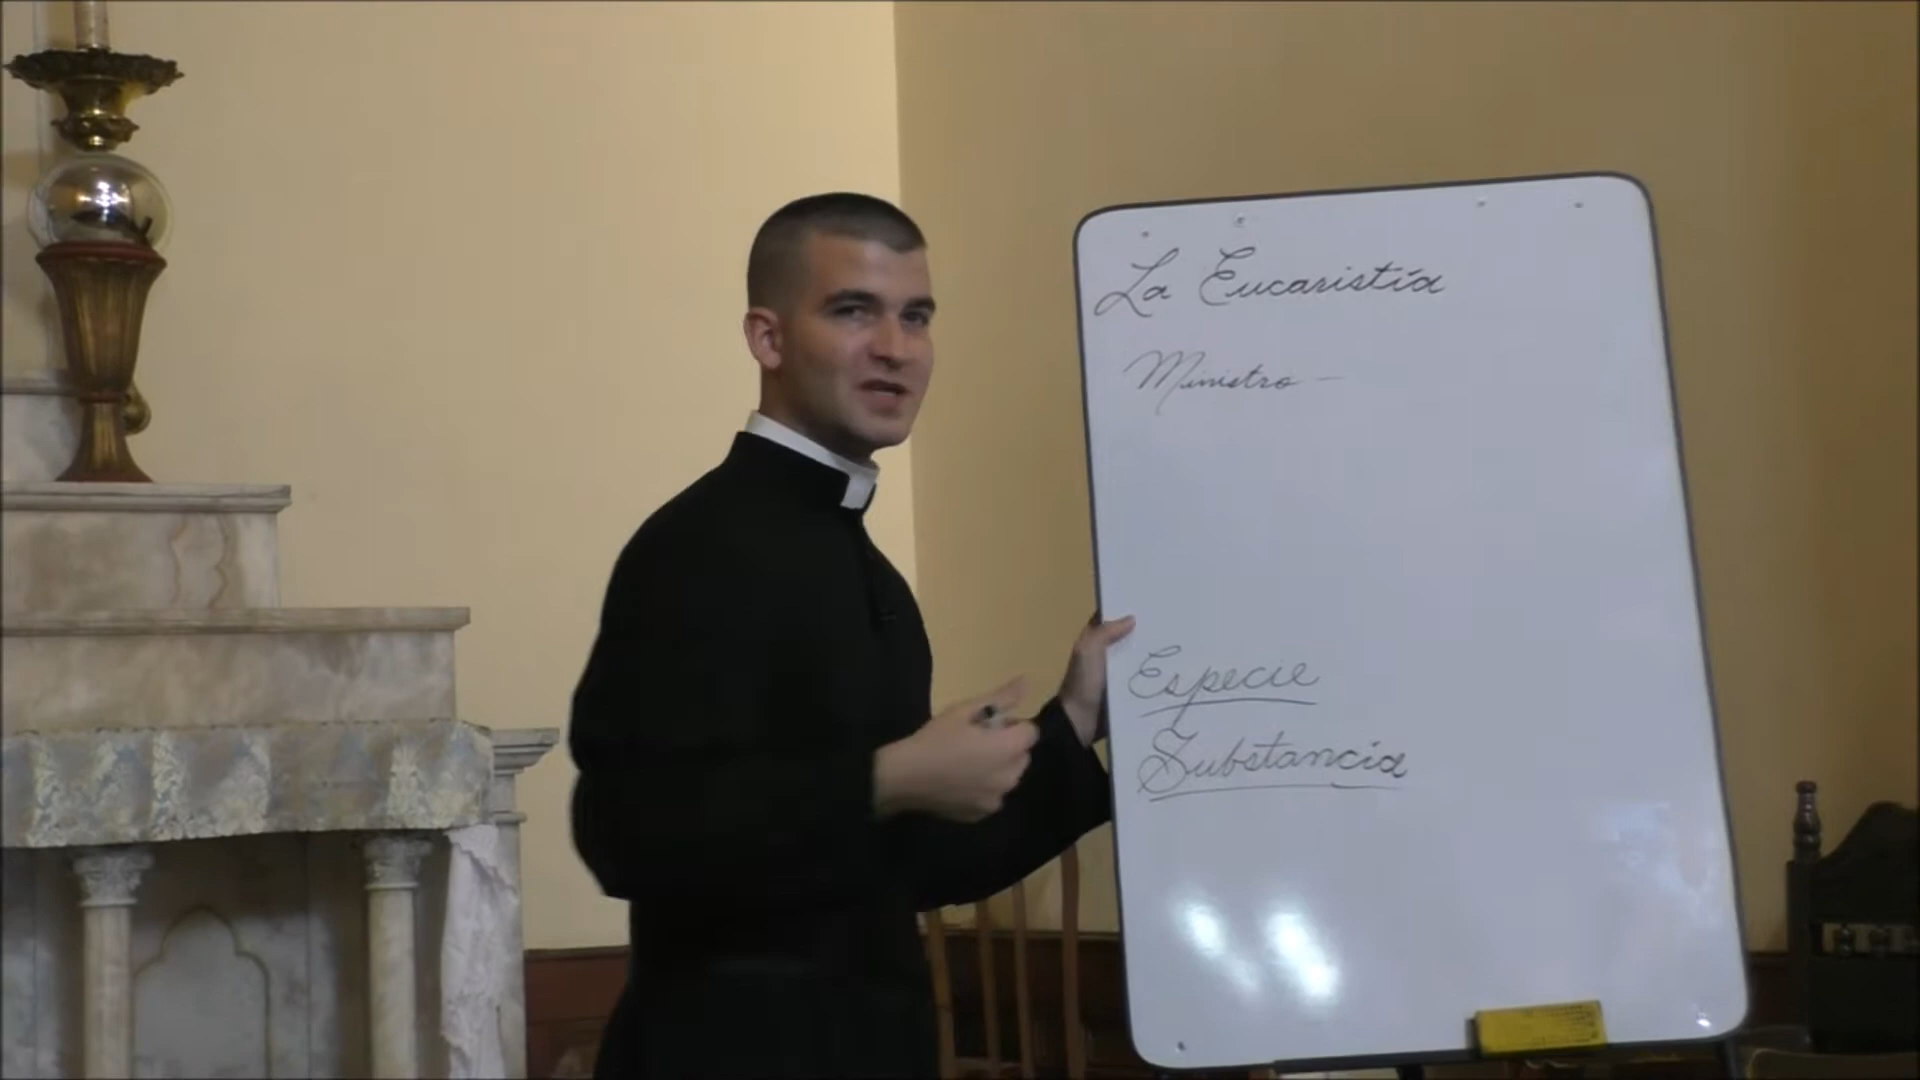 La Eucaristía
Ministro -
Especie
Substancia